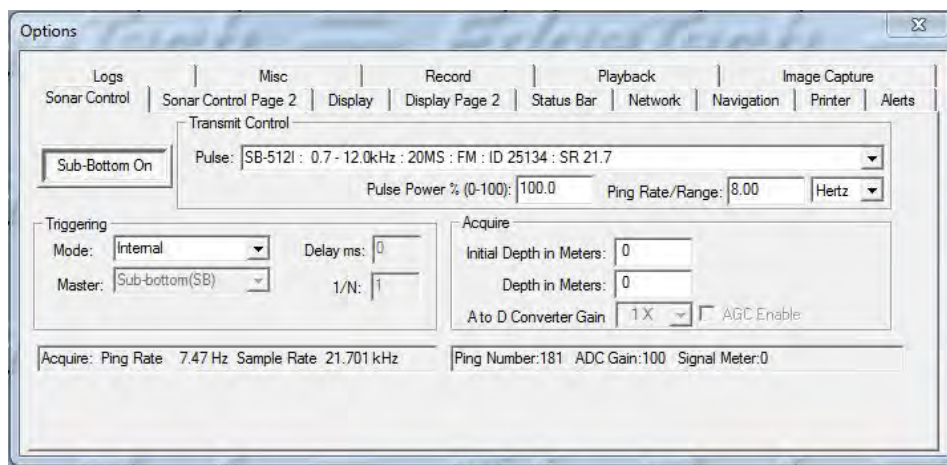 Options
Logs Misc Record Playback Image Capture
Sonar Control Sonar Control Page 2 Display Display Page 2 Status Bar Network Navigation Printer Alerts
Transmit Control
Sub-Bottom On
Pulse: SB-512I : 0.7 - 12.0kHz : 20MS : FM : ID 25134 : SR 21.7
Pulse Power % (0-100): 100.0 Ping Rate/Range: 8.00 Hertz
Triggering
Mode: Internal Delay ms: 0
Master: Sub-bottom(SB) 1/N: 1
Acquire
Initial Depth in Meters: 0
Depth in Meters: 0
A to D Converter Gain 1 X AGC Enable
Acquire: Ping Rate 7.47 Hz Sample Rate 21.701 kHz
Ping Number:181 ADC Gain:100 Signal Meter:0